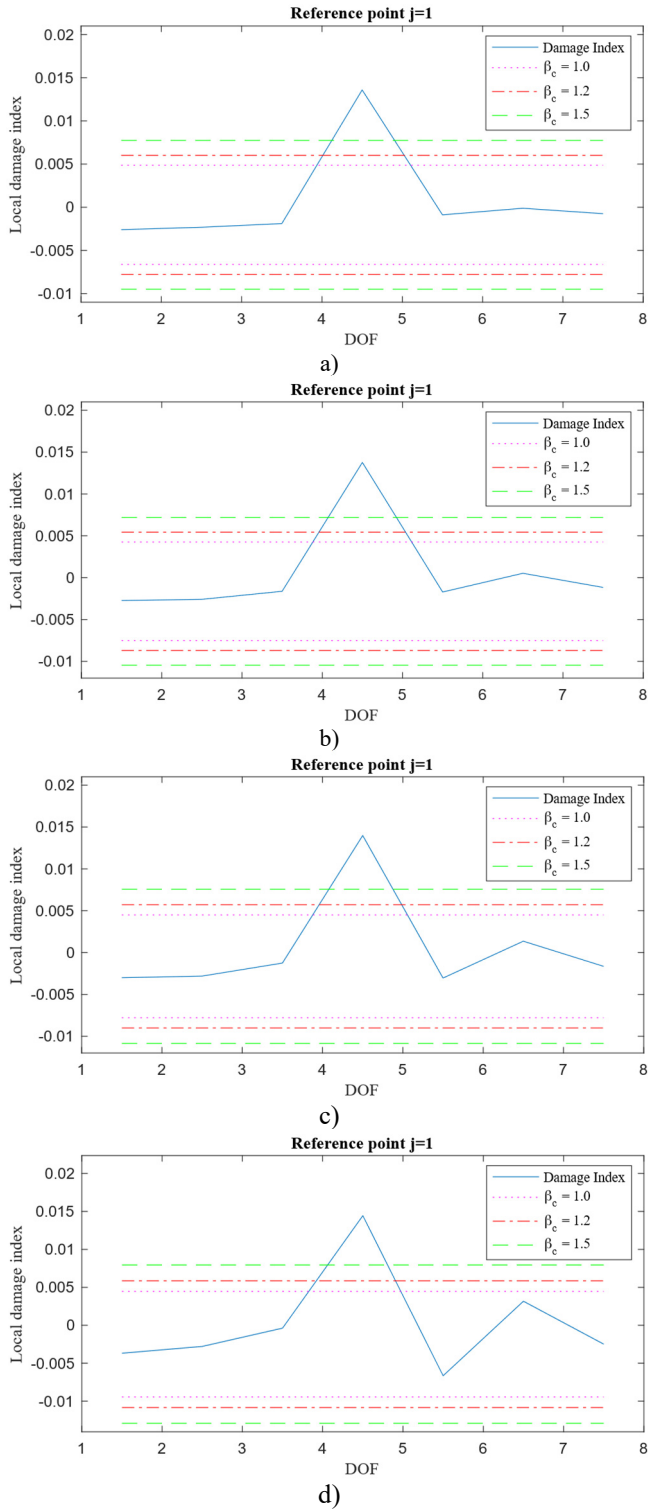 Reference point j=1
0.02
0.015
0.01
0.005
0
-0.005
-0.01
Local damage index
Damage Index
β_c = 1.0
β_c = 1.2
β_c = 1.5
1 2 3 4 5 6 7 8
DOF
a)
Reference point j=1
0.02
0.015
0.01
0.005
0
-0.005
-0.01
Local damage index
Damage Index
β_c = 1.0
β_c = 1.2
β_c = 1.5
1 2 3 4 5 6 7 8
DOF
b)
Reference point j=1
0.02
0.015
0.01
0.005
0
-0.005
-0.01
Local damage index
Damage Index
β_c = 1.0
β_c = 1.2
β_c = 1.5
1 2 3 4 5 6 7 8
DOF
c)
Reference point j=1
0.02
0.015
0.01
0.005
0
-0.005
-0.01
Local damage index
Damage Index
β_c = 1.0
β_c = 1.2
β_c = 1.5
1 2 3 4 5 6 7 8
DOF
d)